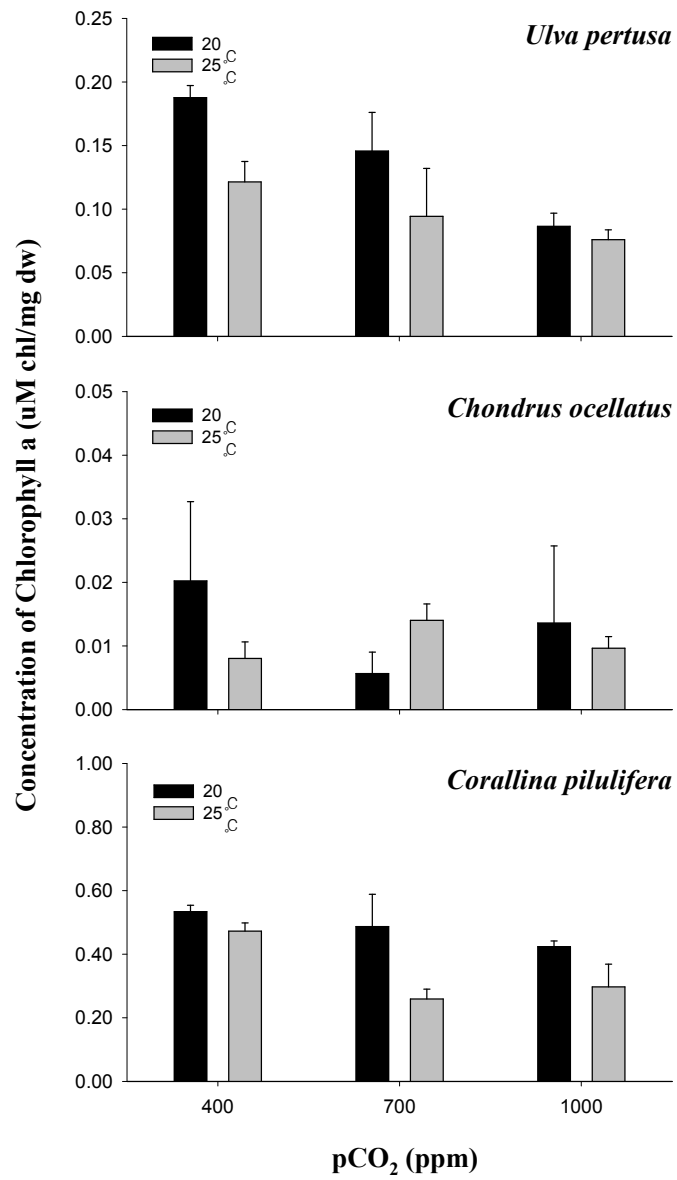 Concentration of Chlorophyll a (uM chl/mg dw)
0.25
0.20
0.15
0.10
0.05
0.00
20 °C
25 °C
Ulva pertusa
0.05
0.04
0.03
0.02
0.01
0.00
20 °C
25 °C
Chondrus ocellatus
1.00
0.80
0.60
0.40
0.20
0.00
20 °C
25 °C
Corallina pilulifera
400 700 1000
pCO₂ (ppm)